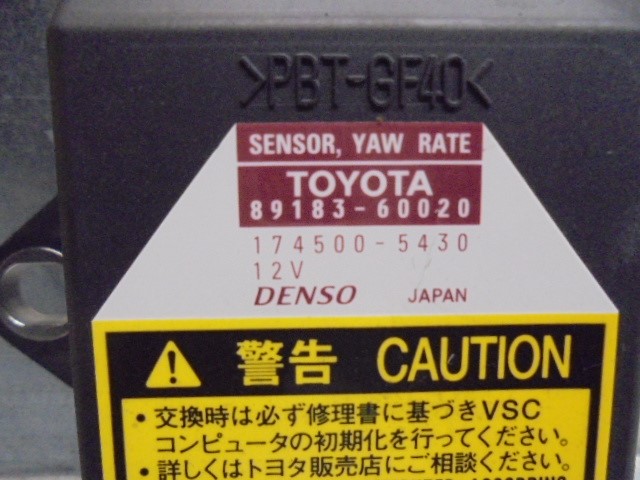 >PBT-GF40<
SENSOR, YAW RATE
TOYOTA
89183-60020
174500-5430
12V
DENSO JAPAN
警告 CAUTION
・交換時は必ず修理書に基づきVSC
コンピュータの初期化を行ってください。
・詳しくはトヨタ販売店にご相談ください。